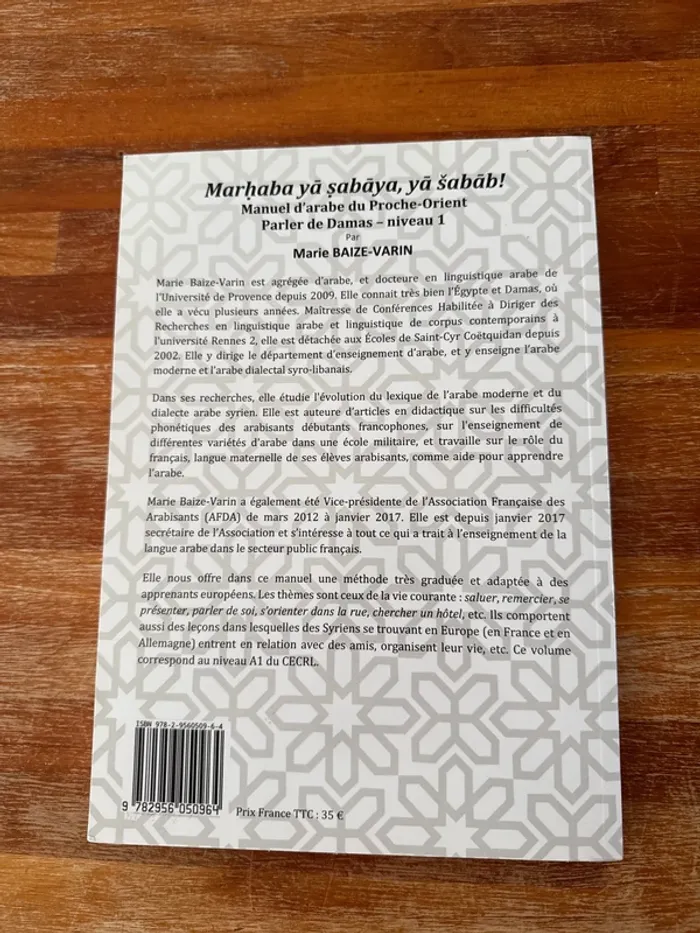 Marḥaba yā ṣabāya, yā šabāb!
Manuel d'arabe du Proche-Orient
Parler de Damas – niveau 1
Par
Marie BAIZE-VARIN
Marie Baize-Varin est agrégée d'arabe, et docteure en linguistique arabe de
l'Université de Provence depuis 2009. Elle connait très bien l'Égypte et Damas, où
elle a vécu plusieurs années. Maitresse de Conférences Habilitée à Diriger des
Recherches en linguistique arabe et linguistique de corpus contemporains à
l'université Rennes 2, elle est détachée aux Écoles de Saint-Cyr Coëtquidan depuis
2002. Elle y dirige le département d'enseignement d'arabe, et y enseigne l'arabe
moderne et l'arabe dialectal syro-libanais.
Dans ses recherches, elle étudie l'évolution du lexique de l'arabe moderne et du
dialecte arabe syrien. Elle est auteure d'articles en didactique sur les difficultés
phonétiques des arabisants débutants francophones, sur l'enseignement de
différentes variétés d'arabe dans une école militaire, et travaille sur le rôle du
français, langue maternelle de ses élèves arabisants, comme aide pour apprendre
l'arabe.
Marie Baize-Varin a également été Vice-présidente de l'Association Française des
Arabisants (AFDA) de mars 2012 à janvier 2017. Elle est depuis janvier 2017
secrétaire de l'Association et s'intéresse à tout ce qui a trait à l'enseignement de la
langue arabe dans le secteur public français.
Elle nous offre dans ce manuel une méthode très graduée et adaptée à des
apprenants européens. Les thèmes sont ceux de la vie courante : saluer, remercier, se
présenter, parler de soi, s'orienter dans la rue, chercher un hôtel, etc. Ils comportent
aussi des leçons dans lesquelles des Syriens se trouvant en Europe (en France et en
Allemagne) entrent en relation avec des amis, organisent leur vie, etc. Ce volume
correspond au niveau A1 du CECRL.
ISBN 978-2-9560509-6-4
9 782956 050964
Prix France TTC : 35 €